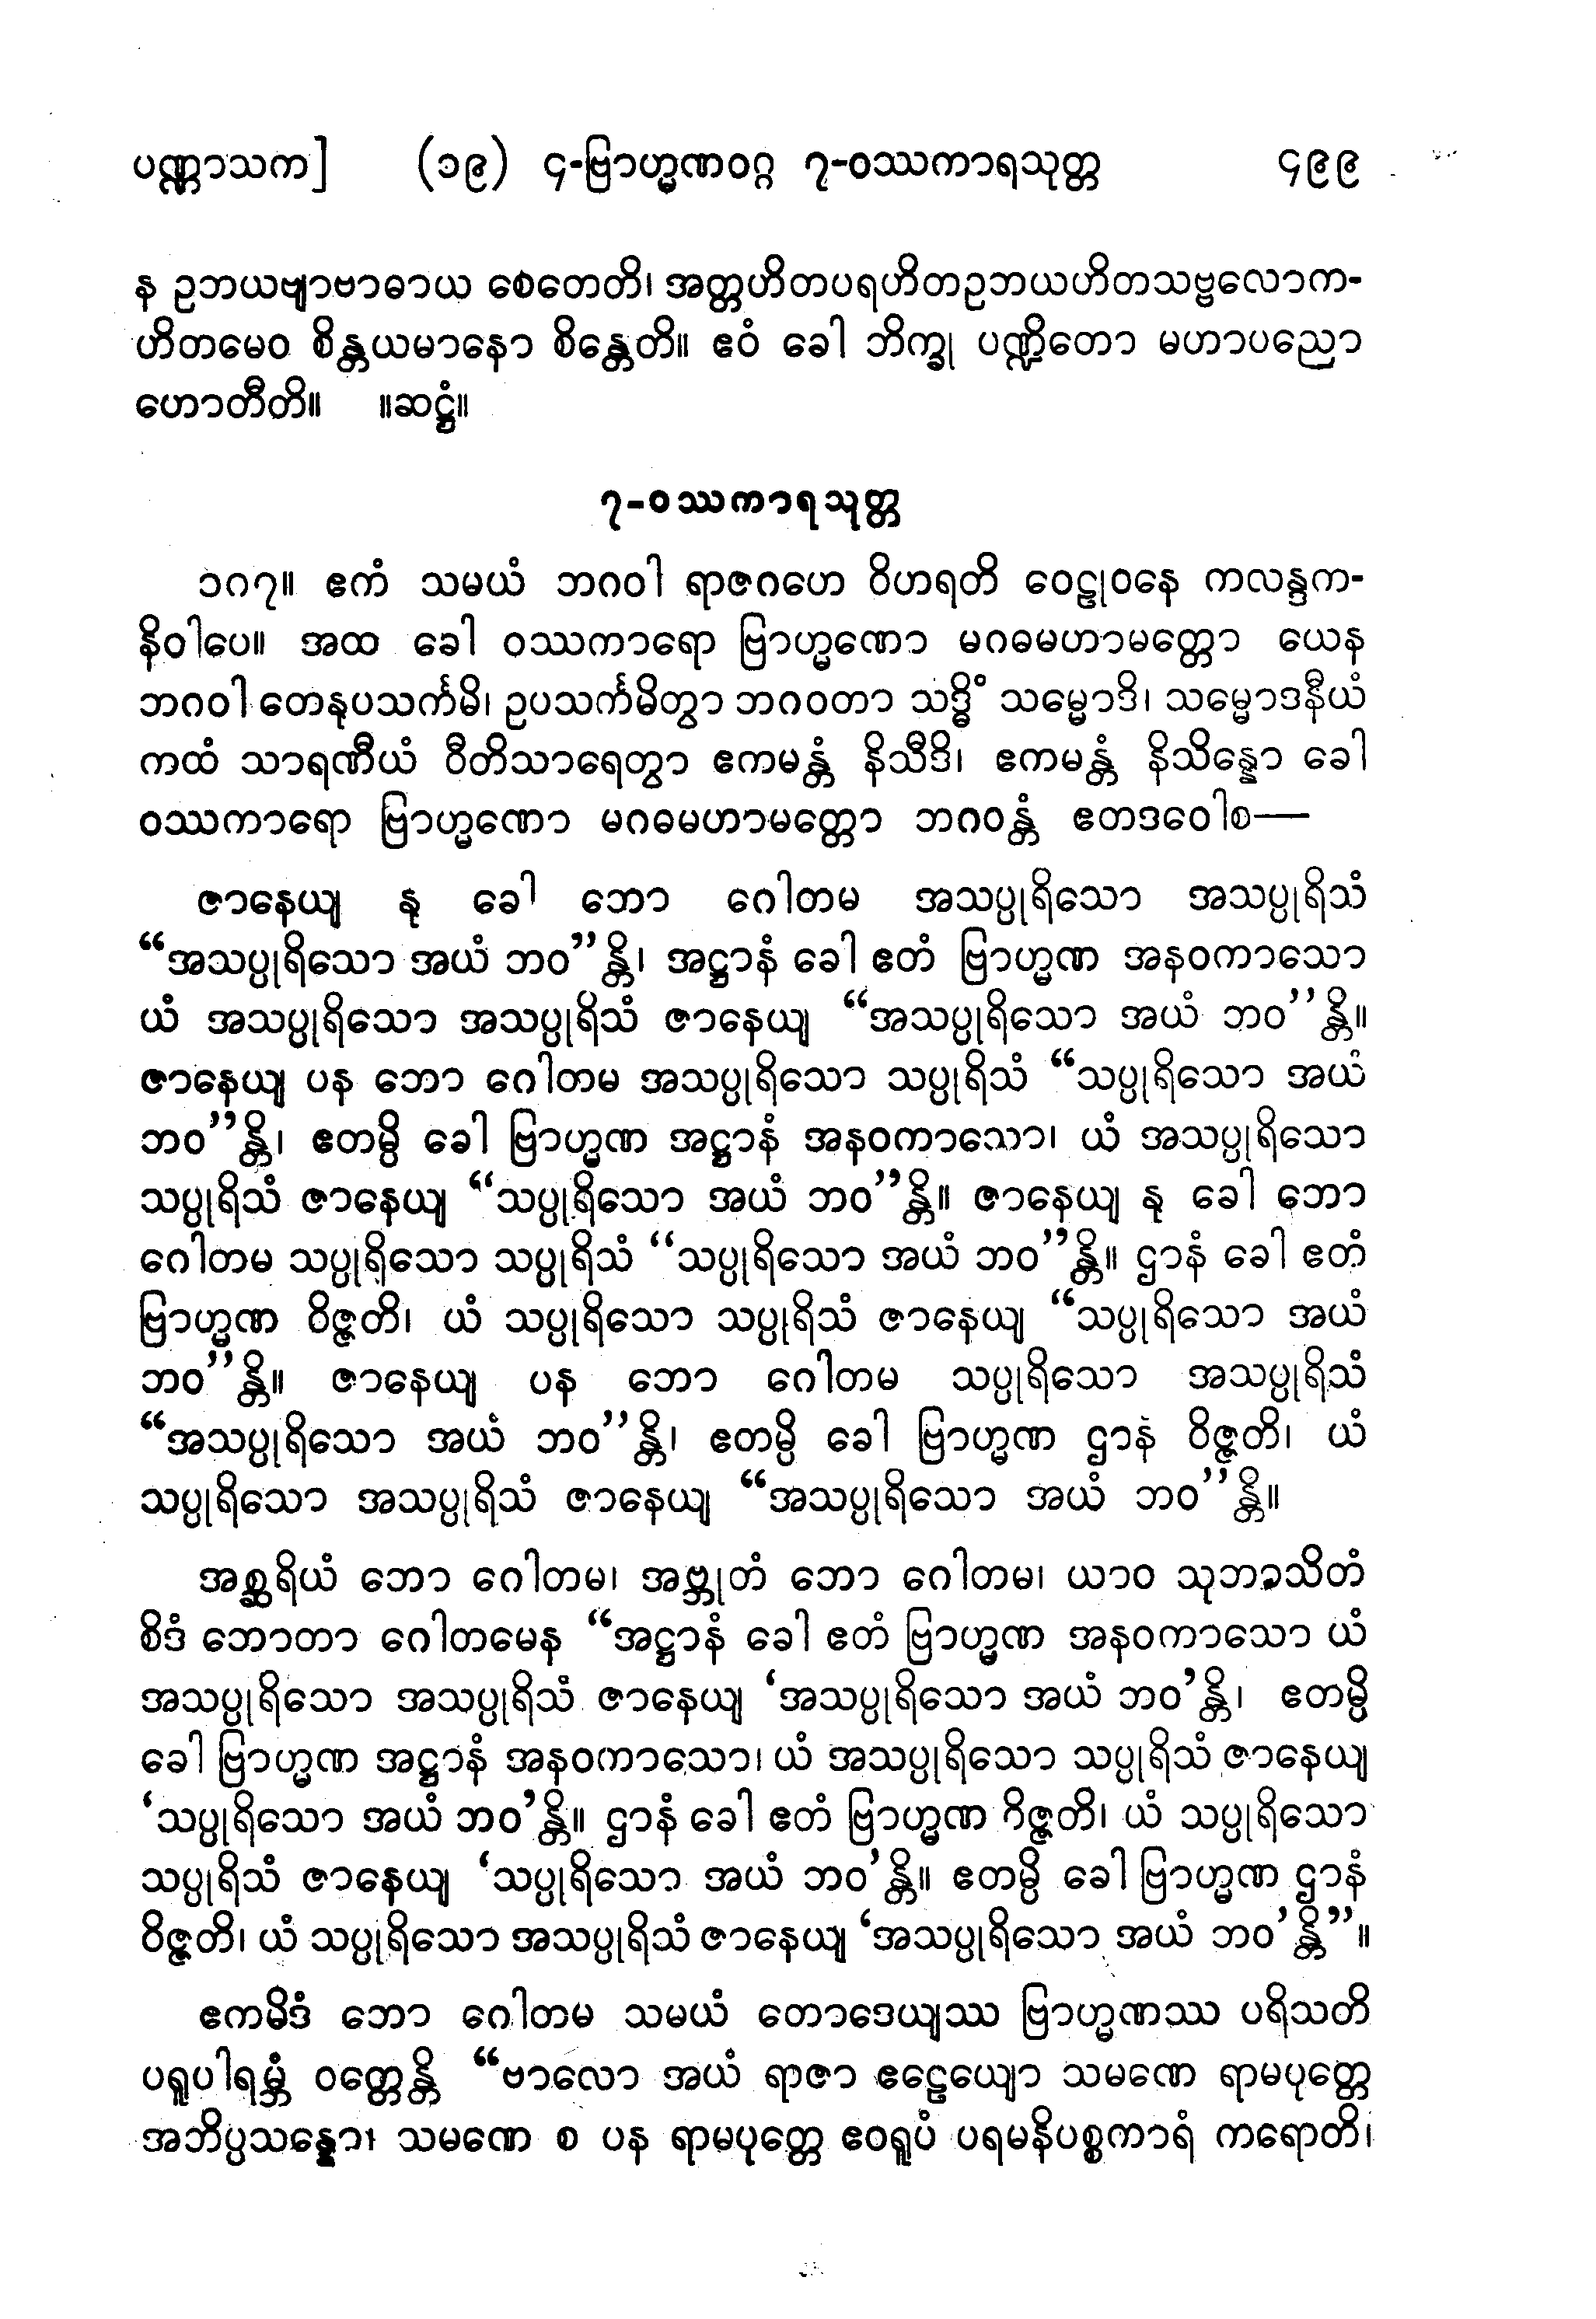 ပဏ္ဏာသက] (၁၉) ၄-ဗြာဟ္မဏဝဂ္ဂ ၇-ဝဿကာရသုတ္တ ၄၉၉
န ဥဘယဗျာဗာဓာယ စေတေတိ၊ အတ္တဟိတပရဟိတဥဘယဟိတသဗ္ဗလောက-
ဟိတမေဝ စိန္တယမာနော စိန္တေတိ။ ဧဝံ ခေါ ဘိက္ခု ပဏ္ဍိတော မဟာပညော
ဟောတီတိ။ ။ဆဋ္ဌံ။
၇-ဝဿကာရသုတ္တ
၁၈၇။ ဧကံ သမယံ ဘဂဝါ ရာဇဂဟေ ဝိဟရတိ ဝေဠုဝနေ ကလန္ဒက-
နိဝါပေ။ အထ ခေါ ဝဿကာရော ဗြာဟ္မဏော မဂဓမဟာမတ္တော ယေန
ဘဂဝါ တေနုပသင်္ကမိ၊ ဥပသင်္ကမိတွာ ဘဂဝတာ သဒ္ဓိံ သမ္မောဒိ၊ သမ္မောဒနီယံ
ကထံ သာရဏီယံ ဝီတိသာရေတွာ ဧကမန္တံ နိသီဒိ၊ ဧကမန္တံ နိသိန္နော ခေါ
ဝဿကာရော ဗြာဟ္မဏော မဂဓမဟာမတ္တော ဘဂဝန္တံ ဧတဒဝေါစ—
ဇာနေယျ နု ခေါ ဘော ဂေါတမ အသပ္ပုရိသော အသပ္ပုရိသံ
“အသပ္ပုရိသော အယံ ဘဝ”န္တိ၊ အဋ္ဌာနံ ခေါ ဧတံ ဗြာဟ္မဏ အနဝကာသော
ယံ အသပ္ပုရိသော အသပ္ပုရိသံ ဇာနေယျ “အသပ္ပုရိသော အယံ ဘဝ”န္တိ။
ဇာနေယျ ပန ဘော ဂေါတမ အသပ္ပုရိသော သပ္ပုရိသံ “သပ္ပုရိသော အယံ
ဘဝ”န္တိ၊ ဧတမ္ပိ ခေါ ဗြာဟ္မဏ အဋ္ဌာနံ အနဝကာသော၊ ယံ အသပ္ပုရိသော
သပ္ပုရိသံ ဇာနေယျ “သပ္ပုရိသော အယံ ဘဝ”န္တိ။ ဇာနေယျ နု ခေါ ဘော
ဂေါတမ သပ္ပုရိသော သပ္ပုရိသံ “သပ္ပုရိသော အယံ ဘဝ”န္တိ။ ဌာနံ ခေါ ဧတံ
ဗြာဟ္မဏ ဝိဇ္ဇတိ၊ ယံ သပ္ပုရိသော သပ္ပုရိသံ ဇာနေယျ “သပ္ပုရိသော အယံ
ဘဝ”န္တိ။ ဇာနေယျ ပန ဘော ဂေါတမ သပ္ပုရိသော အသပ္ပုရိသံ
“အသပ္ပုရိသော အယံ ဘဝ”န္တိ၊ ဧတမ္ပိ ခေါ ဗြာဟ္မဏ ဌာနံ ဝိဇ္ဇတိ၊ ယံ
သပ္ပုရိသော အသပ္ပုရိသံ ဇာနေယျ “အသပ္ပုရိသော အယံ ဘဝ”န္တိ။
အစ္ဆရိယံ ဘော ဂေါတမ၊ အဗ္ဘုတံ ဘော ဂေါတမ၊ ယာဝ သုဘာသိတံ
စိဒံ ဘောတာ ဂေါတမေန “အဋ္ဌာနံ ခေါ ဧတံ ဗြာဟ္မဏ အနဝကာသော ယံ
အသပ္ပုရိသော အသပ္ပုရိသံ ဇာနေယျ ‘အသပ္ပုရိသော အယံ ဘဝ’န္တိ၊ ဧတမ္ပိ
ခေါ ဗြာဟ္မဏ အဋ္ဌာနံ အနဝကာသော၊ ယံ အသပ္ပုရိသော သပ္ပုရိသံ ဇာနေယျ
‘သပ္ပုရိသော အယံ ဘဝ’န္တိ။ ဌာနံ ခေါ ဧတံ ဗြာဟ္မဏ ဝိဇ္ဇတိ၊ ယံ သပ္ပုရိသော
သပ္ပုရိသံ ဇာနေယျ ‘သပ္ပုရိသော အယံ ဘဝ’န္တိ။ ဧတမ္ပိ ခေါ ဗြာဟ္မဏ ဌာနံ
ဝိဇ္ဇတိ၊ ယံ သပ္ပုရိသော အသပ္ပုရိသံ ဇာနေယျ ‘အသပ္ပုရိသော အယံ ဘဝ’န္တိ”။
ဧကမိဒံ ဘော ဂေါတမ သမယံ တောဒေယျဿ ဗြာဟ္မဏဿ ပရိသတိ
ပရူပါရမ္ဘံ ဝတ္တေန္တိ “ဗာလော အယံ ရာဇာ ဧဠေယျော သမဏေ ရာမပုတ္တေ
အဘိပ္ပသန္နော၊ သမဏေ စ ပန ရာမပုတ္တေ ဧဝရူပံ ပရမနိပစ္စကာရံ ကရောတိ၊